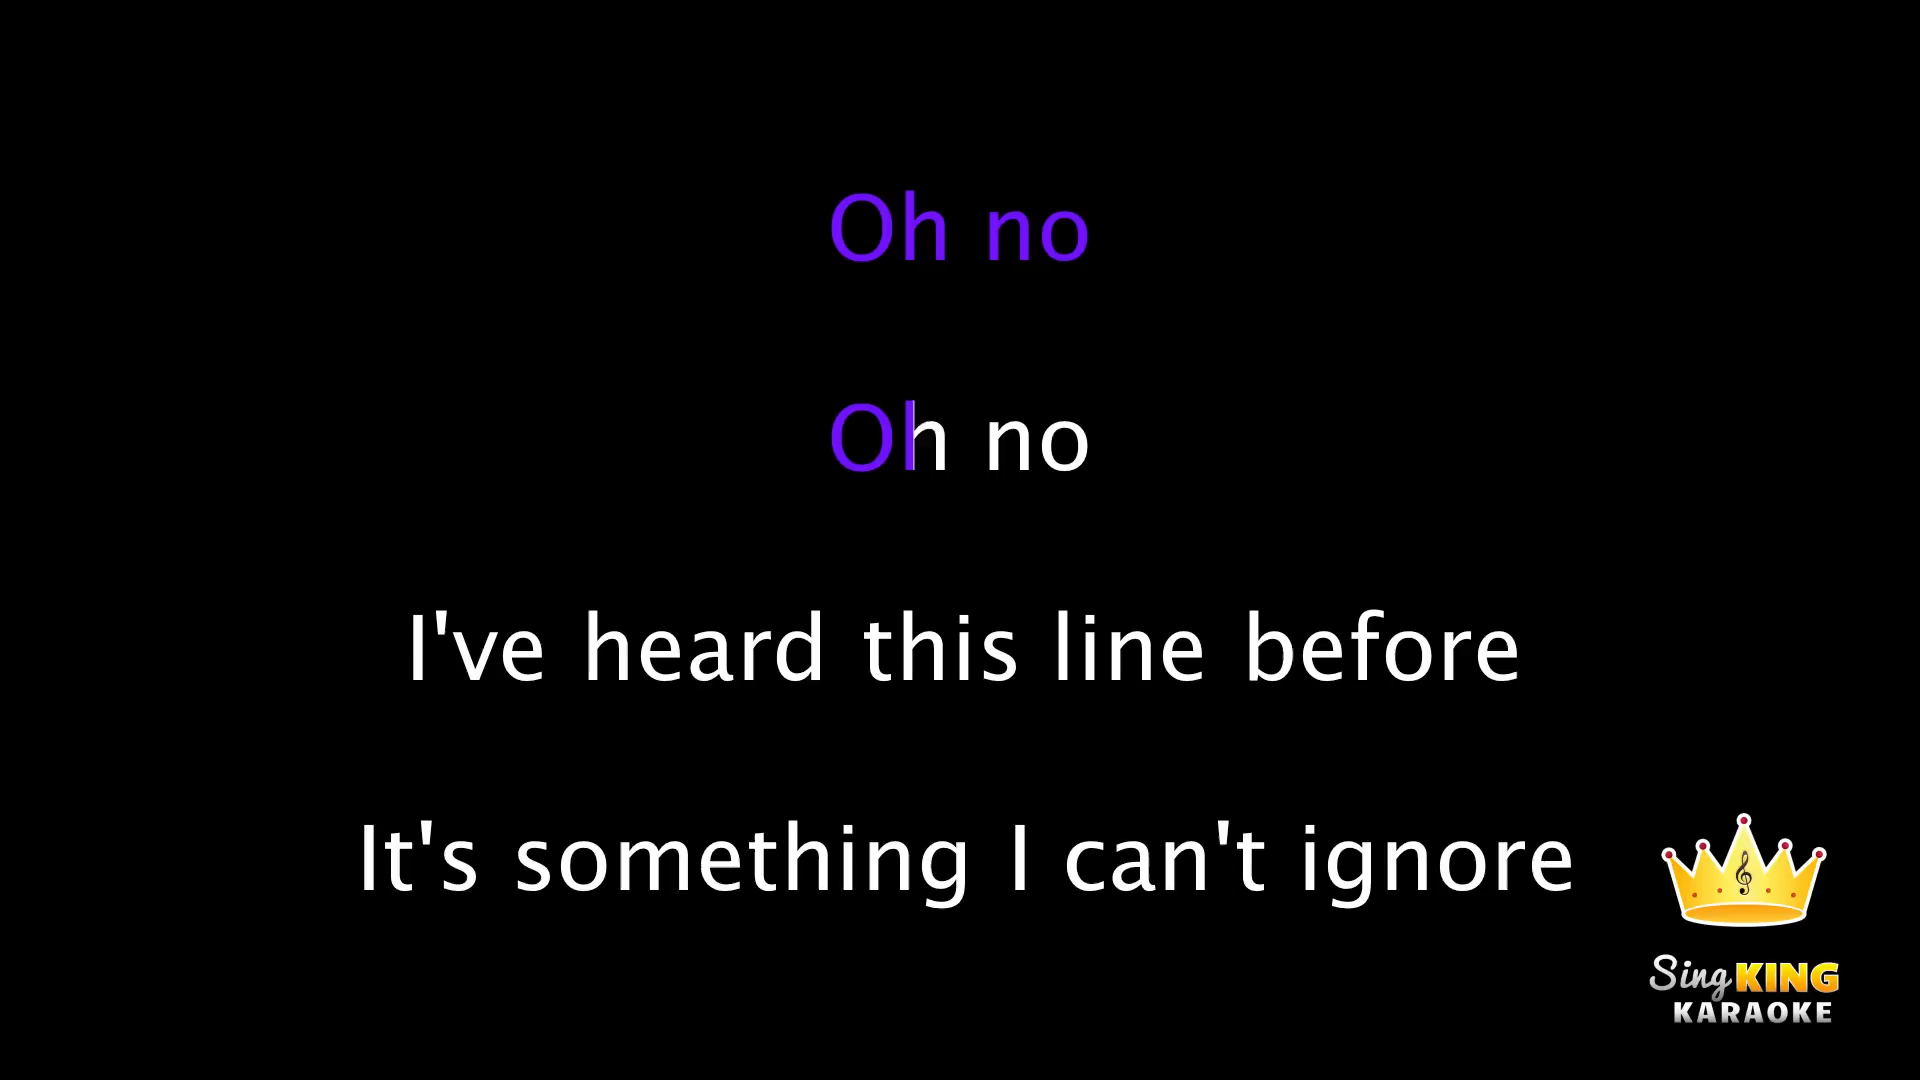 Oh no
Oh no
I've heard this line before
It's something I can't ignore
Sing KING
KARAOKE